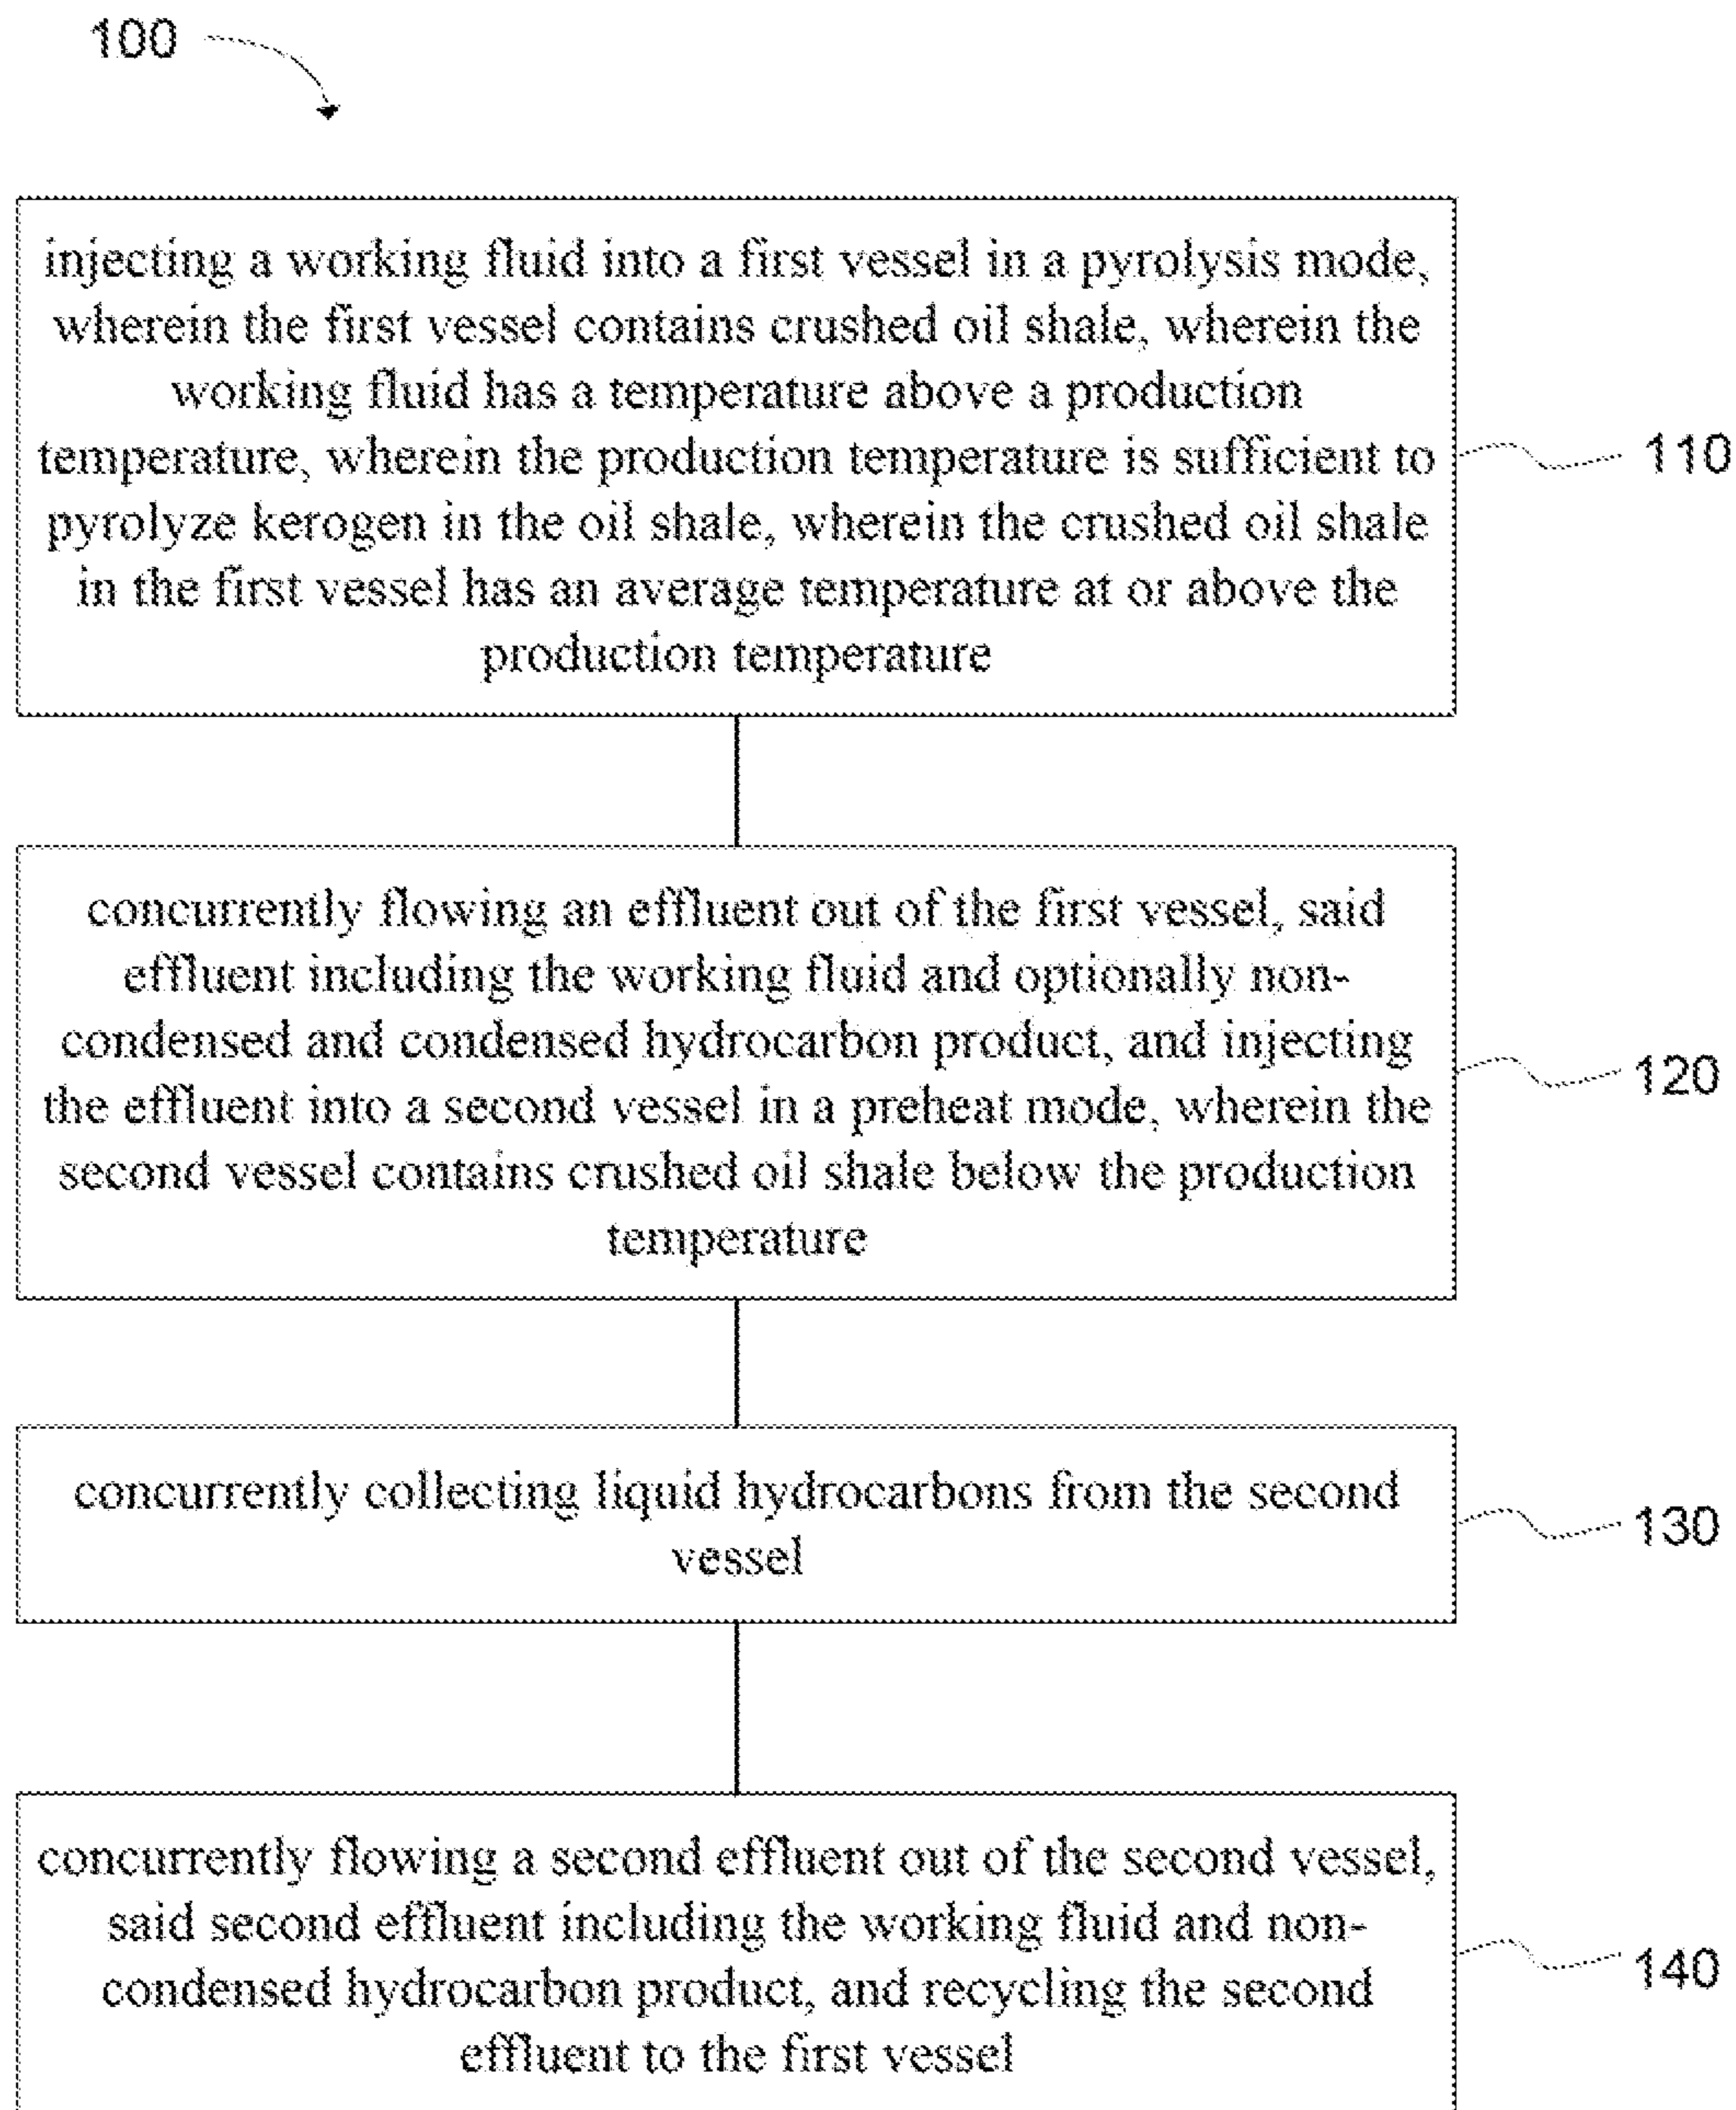 100
injecting a working fluid into a first vessel in a pyrolysis mode,
wherein the first vessel contains crushed oil shale, wherein the
working fluid has a temperature above a production
temperature, wherein the production temperature is sufficient to
pyrolyze kerogen in the oil shale, wherein the crushed oil shale
in the first vessel has an average temperature at or above the
production temperature
110
concurrently flowing an effluent out of the first vessel, said
effluent including the working fluid and optionally non-
condensed and condensed hydrocarbon product, and injecting
the effluent into a second vessel in a preheat mode, wherein the
second vessel contains crushed oil shale below the production
temperature
120
concurrently collecting liquid hydrocarbons from the second
vessel
130
concurrently flowing a second effluent out of the second vessel,
said second effluent including the working fluid and non-
condensed hydrocarbon product, and recycling the second
effluent to the first vessel
140